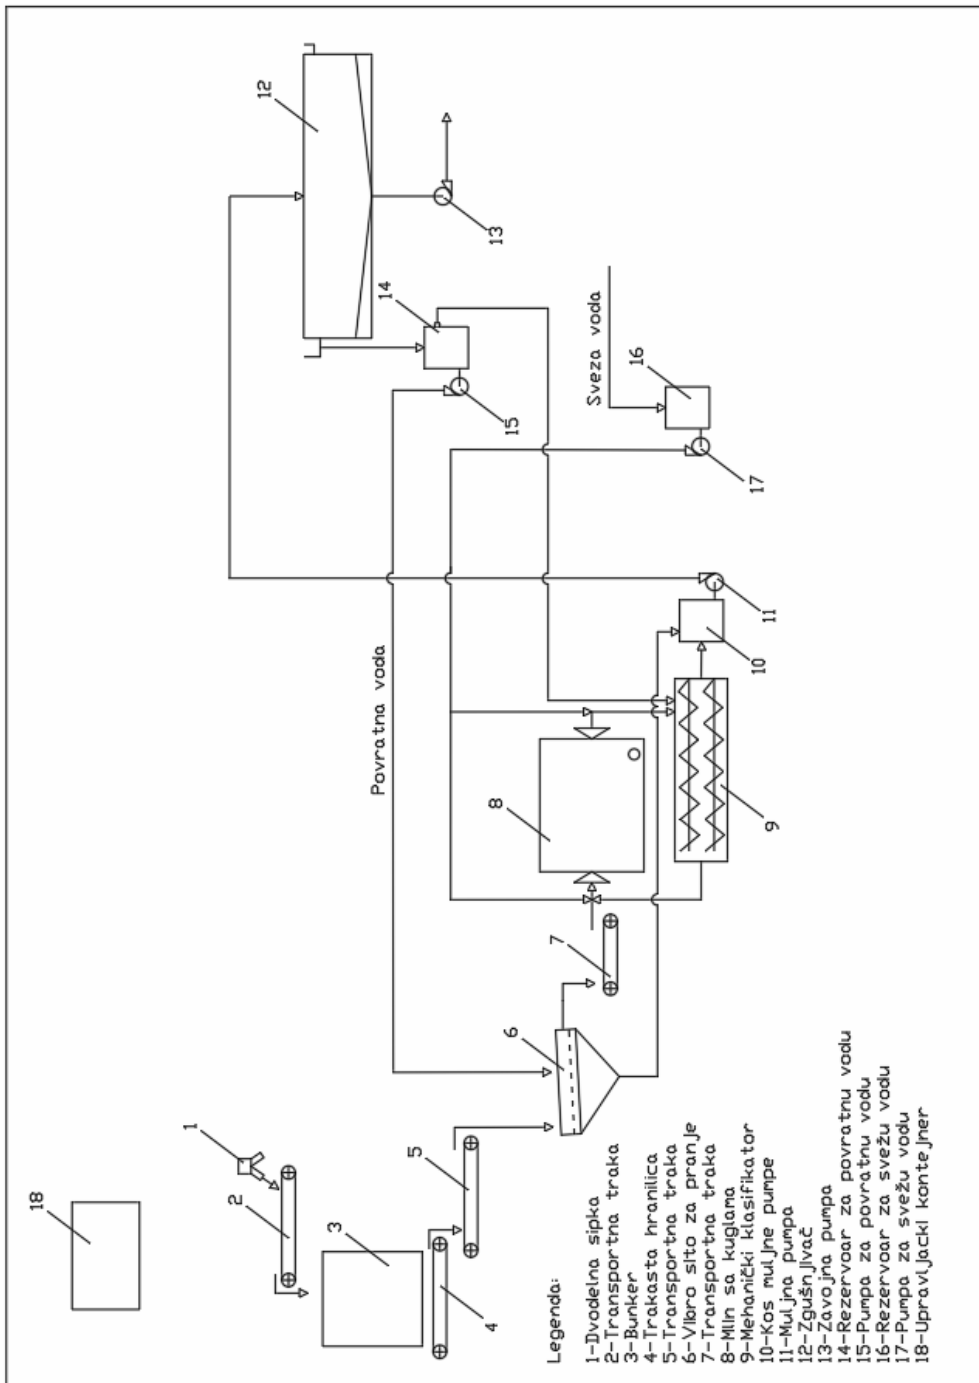 18
1
2
12
3
Povratna voda
14
5
4
8
13
6
15
7
Sveza voda
16
17
10
11
9
Legenda:
1-Dvodelna sipka
2-Transportna traka
3-Bunker
4-Trakasta hranilica
5-Transportna traka
6-Vibro sito za pranje
7-Transportna traka
8-Mlin sa kuglama
9-Mehanički klasifikator
10-Kos muljne pumpe
11-Muljna pumpa
12-Zgušnjivač
13-Zavojna pumpa
14-Rezervoar za povratnu vodu
15-Pumpa za povratnu vodu
16-Rezervoar za svežu vodu
17-Pumpa za svežu vodu
18-Upravljacki kontejner